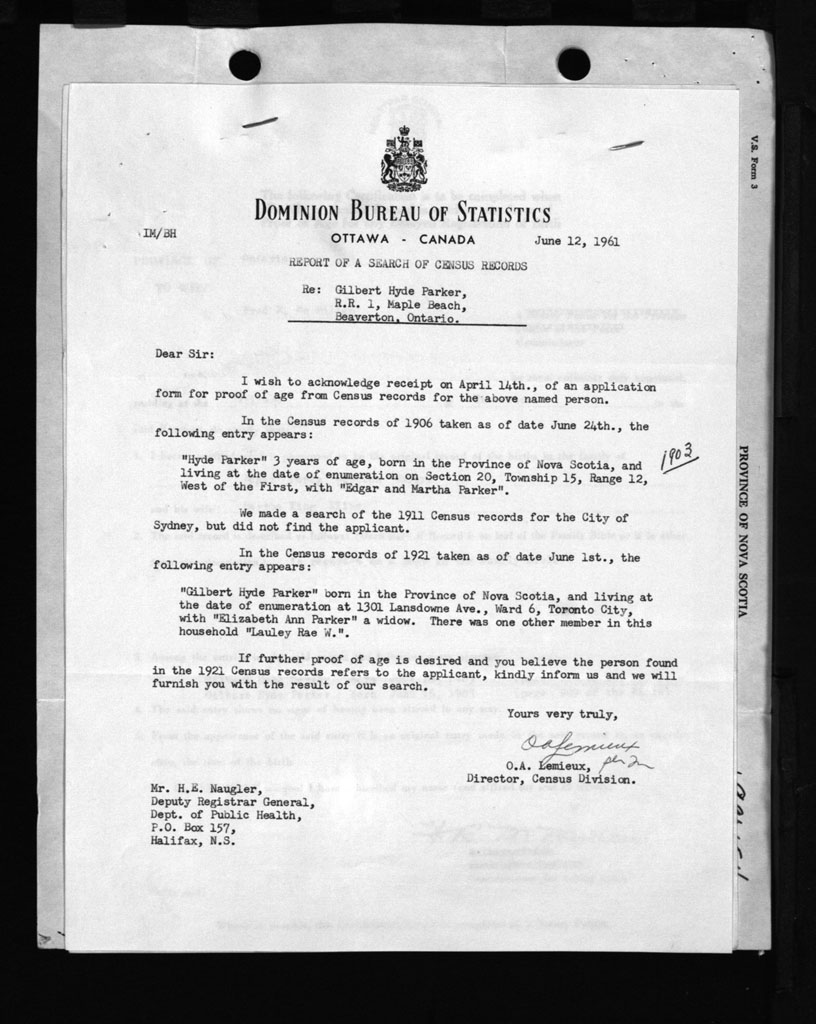 V.S. Form 3
DOMINION BUREAU OF STATISTICS
IM/BH
OTTAWA - CANADA
June 12, 1961
REPORT OF A SEARCH OF CENSUS RECORDS
Re: Gilbert Hyde Parker,
R.R. 1, Maple Beach,
Beaverton, Ontario.
Dear Sir:
I wish to acknowledge receipt on April 14th., of an application
form for proof of age from Census records for the above named person.
In the Census records of 1906 taken as of date June 24th., the
following entry appears:
"Hyde Parker" 3 years of age, born in the Province of Nova Scotia, and
living at the date of enumeration on Section 20, Township 15, Range 12,
West of the First, with "Edgar and Martha Parker".
1903
We made a search of the 1911 Census records for the City of
Sydney, but did not find the applicant.
In the Census records of 1921 taken as of date June 1st., the
following entry appears:
"Gilbert Hyde Parker" born in the Province of Nova Scotia, and living at
the date of enumeration at 1301 Lansdowne Ave., Ward 6, Toronto City,
with "Elizabeth Ann Parker" a widow. There was one other member in this
household "Lauley Rae W.".
If further proof of age is desired and you believe the person found
in the 1921 Census records refers to the applicant, kindly inform us and we will
furnish you with the result of our search.
Yours very truly,
OALemieux
O.A. Lemieux,
Director, Census Division.
Mr. H.E. Naugler,
Deputy Registrar General,
Dept. of Public Health,
P.O. Box 157,
Halifax, N.S.
PROVINCE OF NOVA SCOTIA